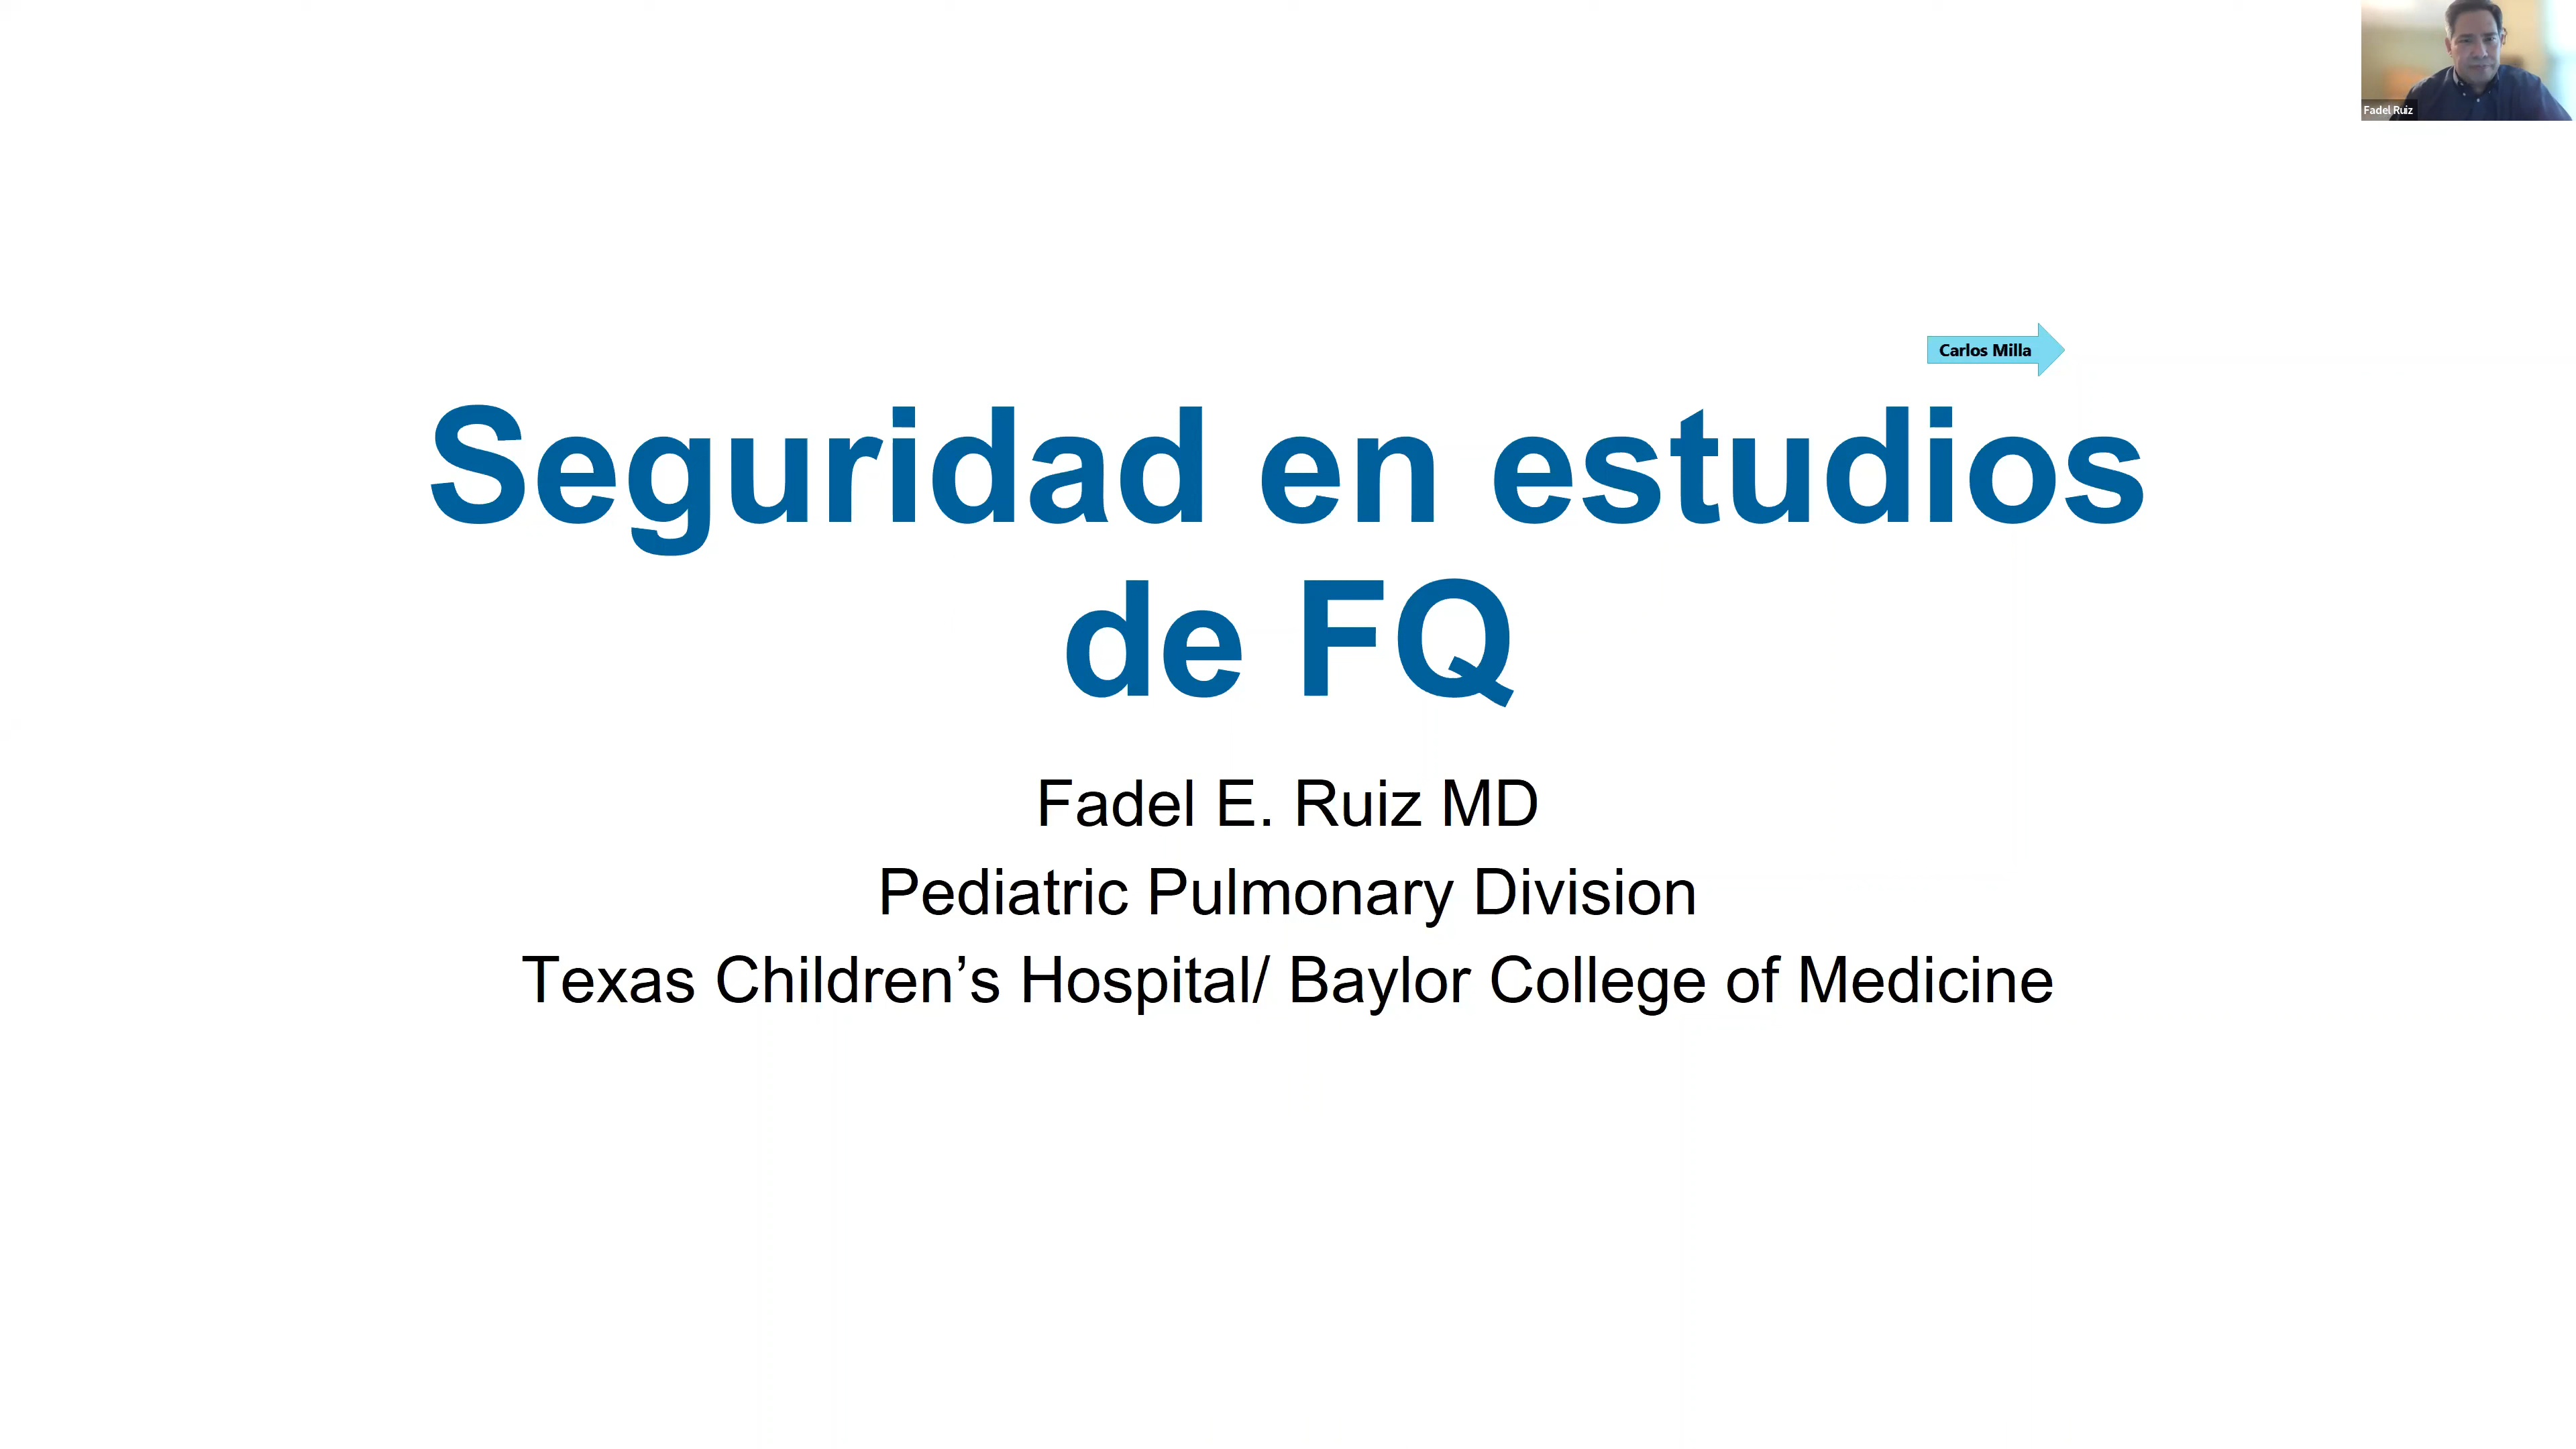 Fadel Ruiz
Carlos Milla
Seguridad en estudios
de FQ
Fadel E. Ruiz MD
Pediatric Pulmonary Division
Texas Children’s Hospital/ Baylor College of Medicine